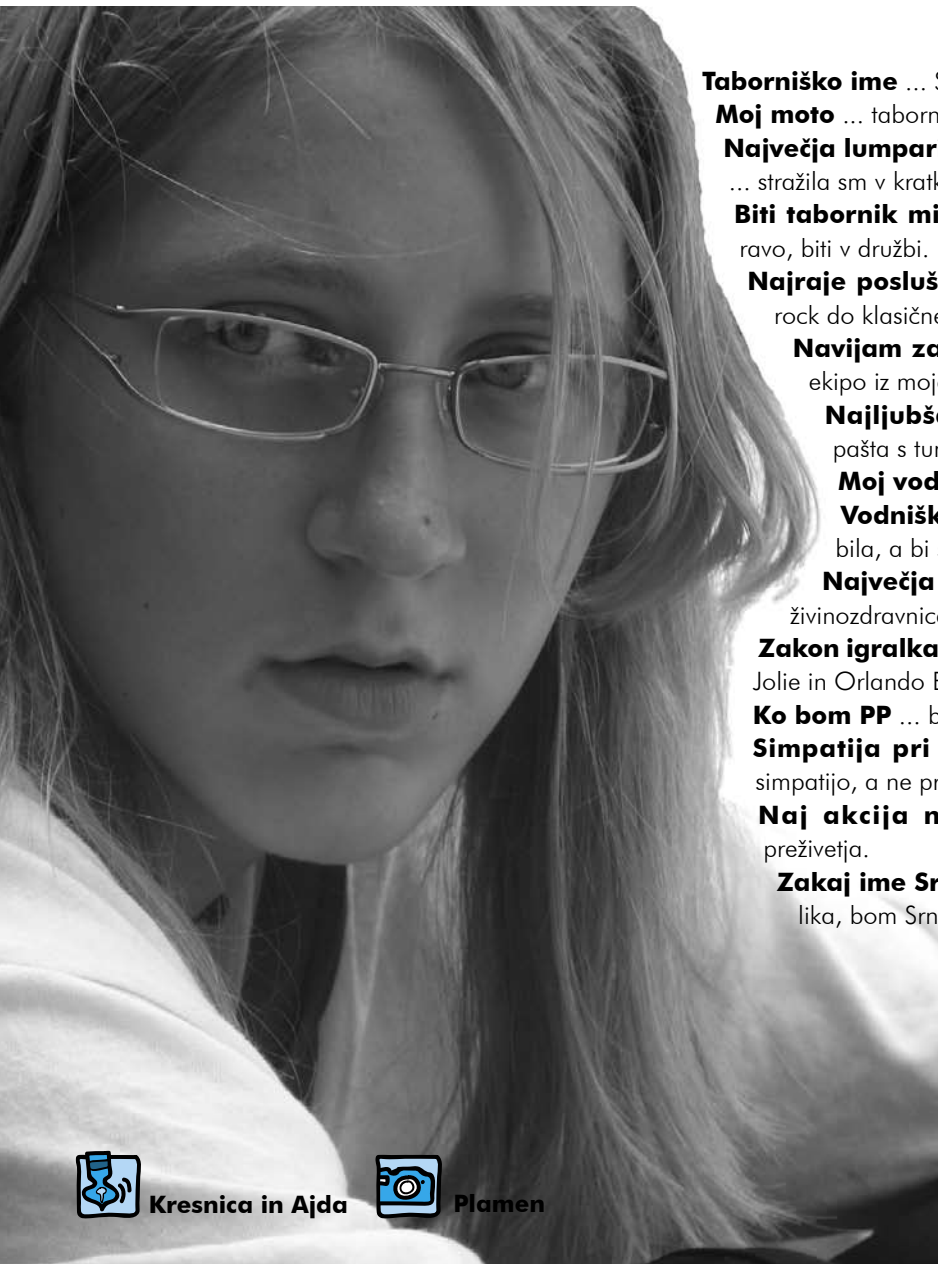 Taborniško ime ... S
Moj moto ... taborn
Največja lumpar
... stražila sm v kratk
Biti tabornik mi
ravo, biti v družbi.
Najraje posluš
rock do klasične
Navijam za
ekipo iz moje
Najljubša
pašta s tun
Moj vod
Vodnišk
bila, a bi
Največja
živinozdravnica
Zakon igralka
Jolie in Orlando B
Ko bom PP ... b
Simpatija pri
simpatijo, a ne pr
Naj akcija n
preživetja.
Zakaj ime Sr
lika, bom Srn
Kresnica in Ajda
Plamen